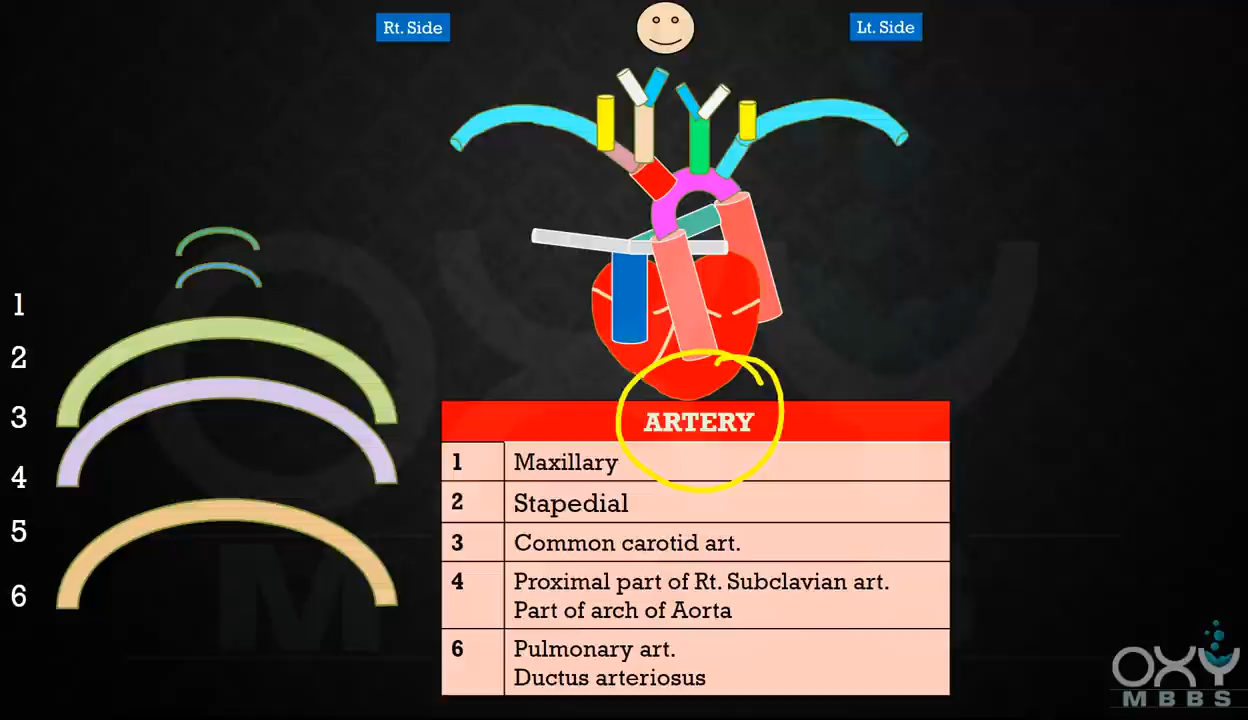 Rt. Side
Lt. Side
1
2
3
4
5
6
ARTERY
1 Maxillary
2 Stapedial
3 Common carotid art.
4 Proximal part of Rt. Subclavian art.
Part of arch of Aorta
6 Pulmonary art.
Ductus arteriosus
OXY
MBBS